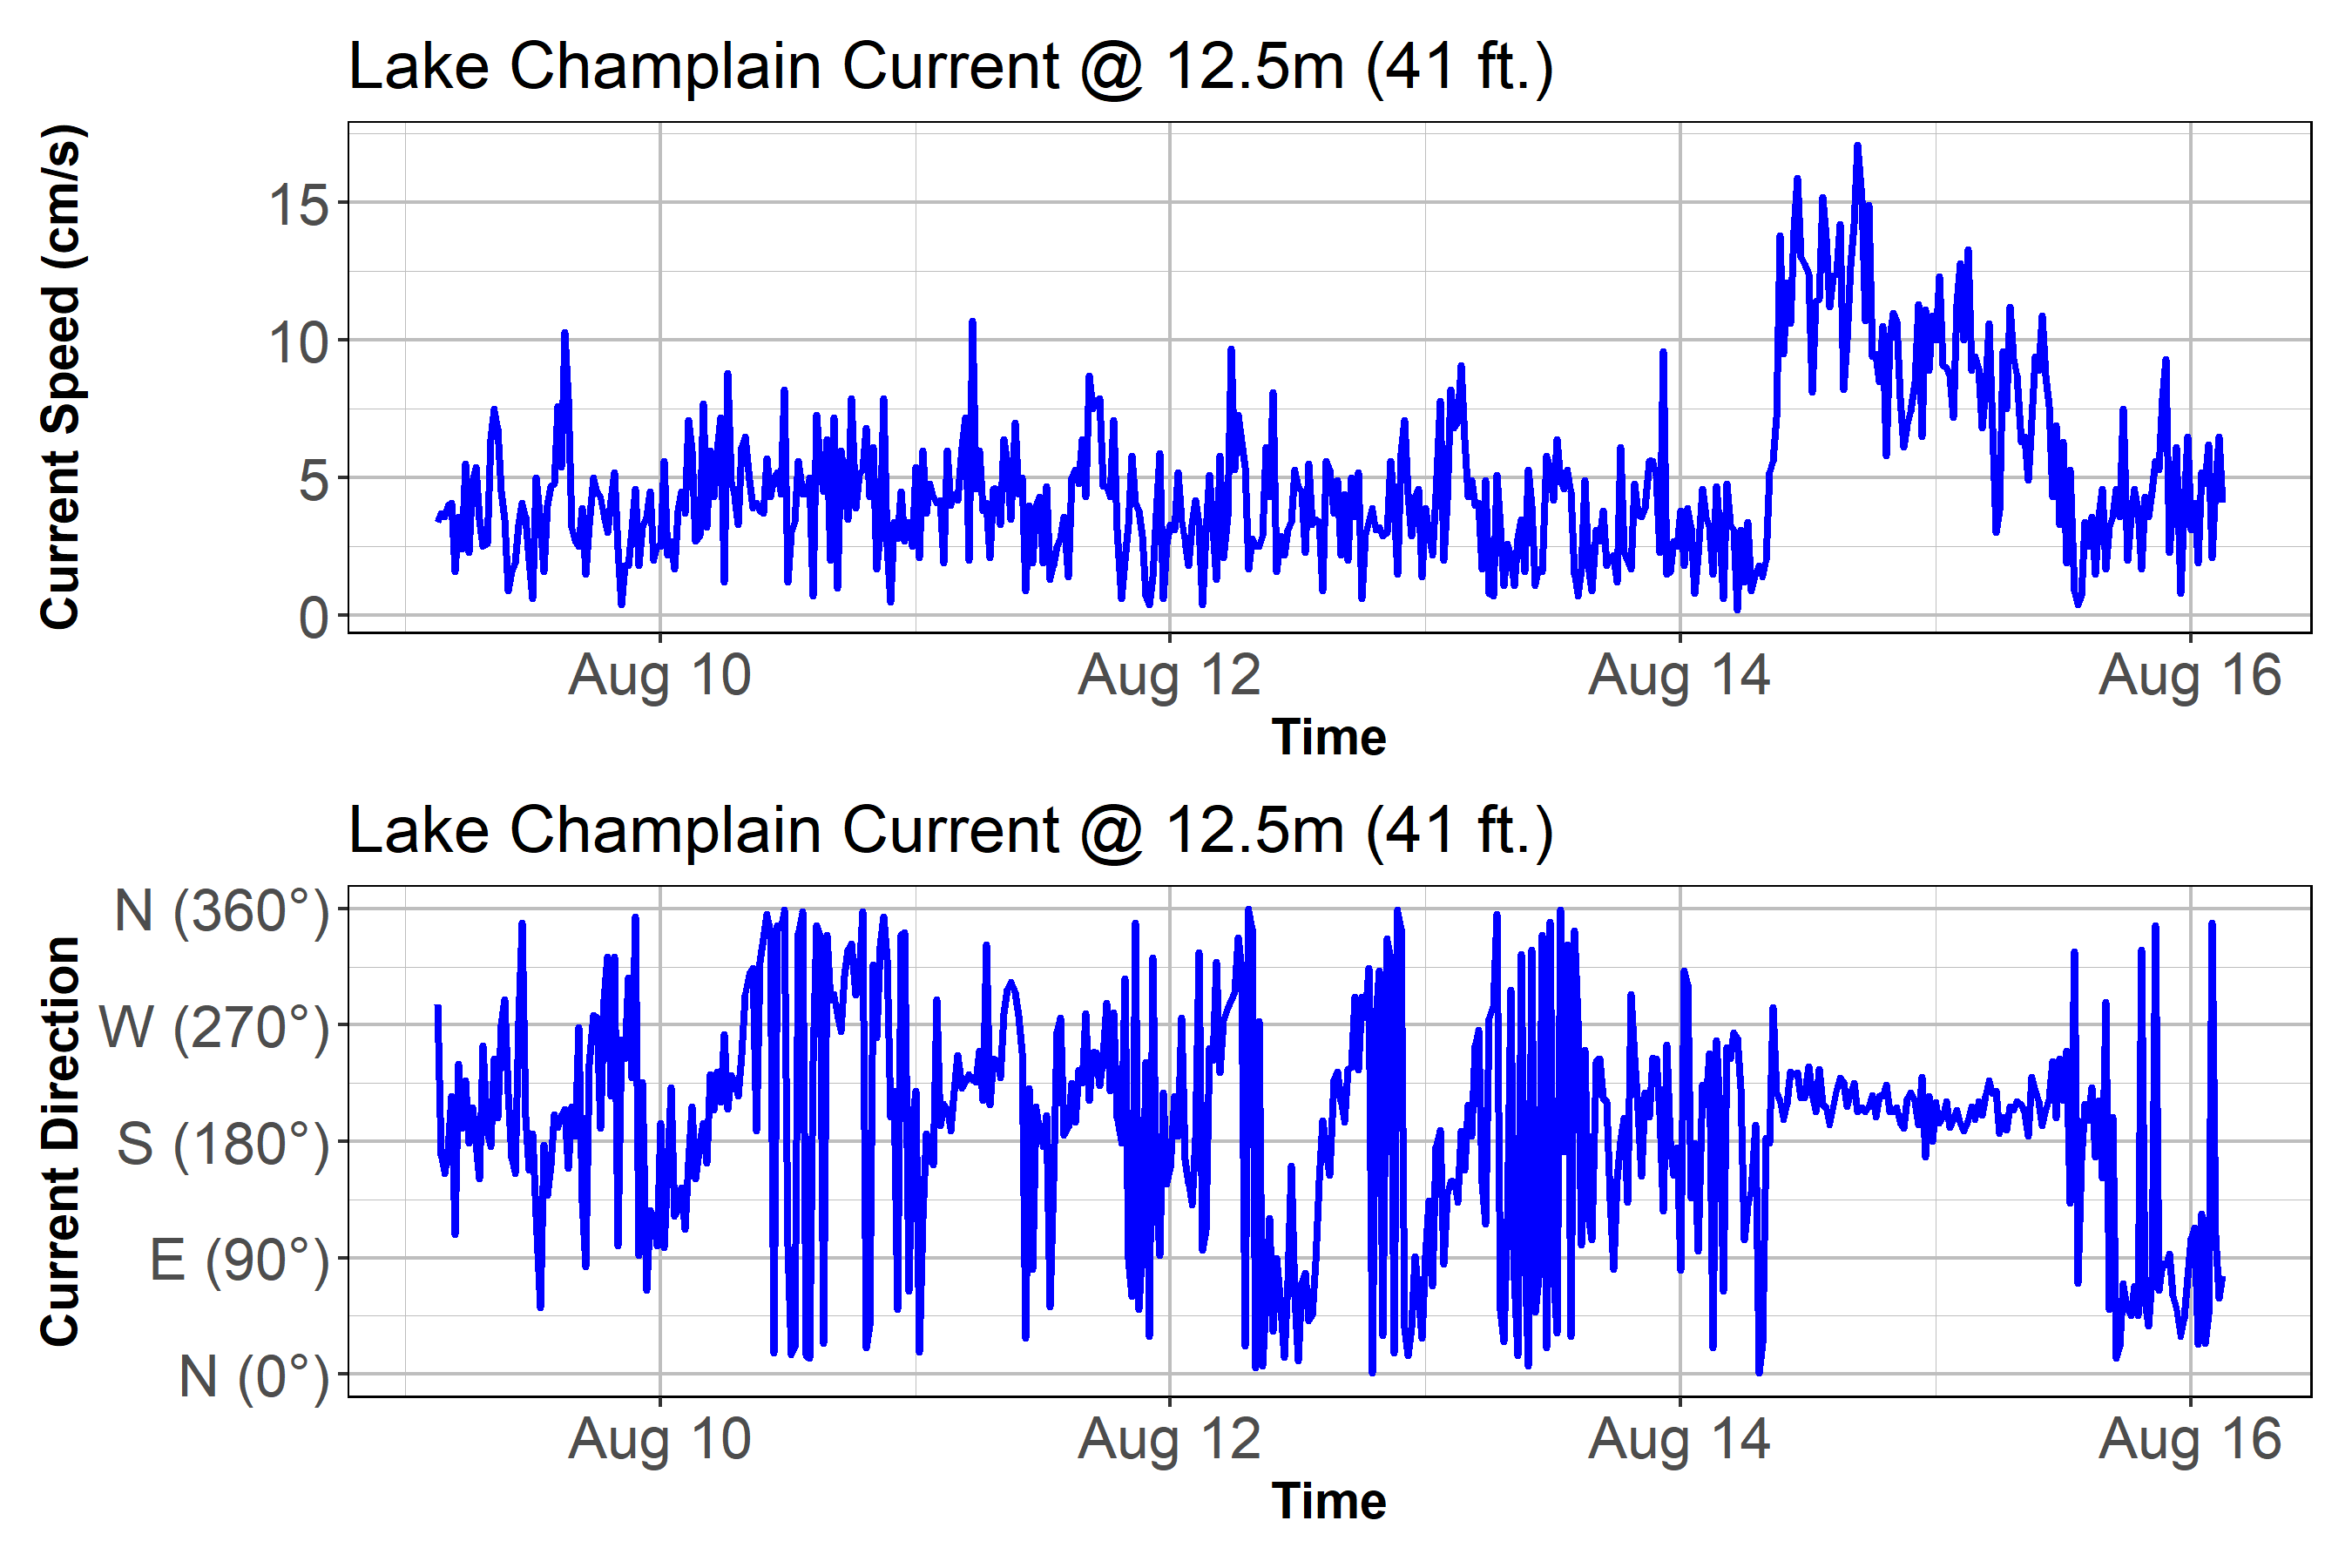 Lake Champlain Current @ 12.5m (41 ft.)
Current Speed (cm/s)
15
10
5
0
Aug 10 Aug 12 Aug 14 Aug 16
Time
Lake Champlain Current @ 12.5m (41 ft.)
Current Direction
N (360°)
W (270°)
S (180°)
E (90°)
N (0°)
Aug 10 Aug 12 Aug 14 Aug 16
Time